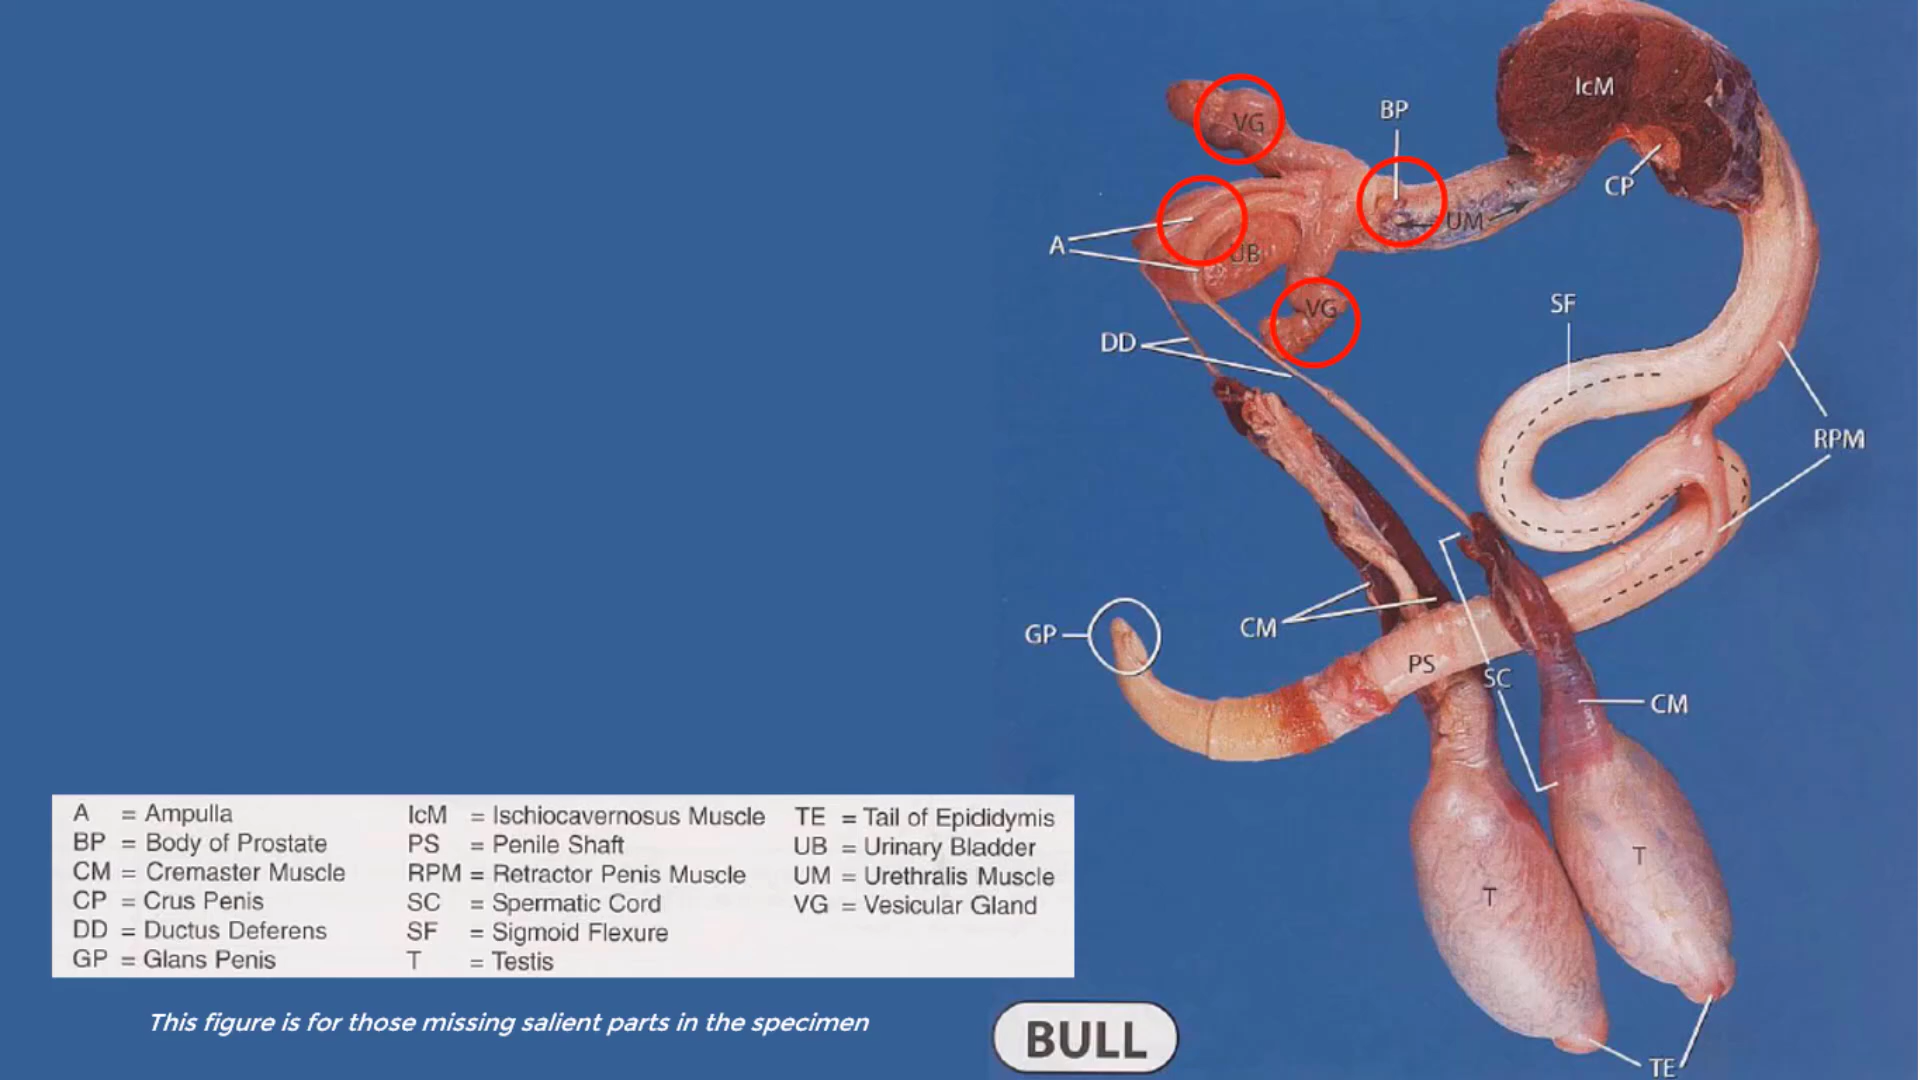 VG
BP
IcM
CP
UM
A
UB
VG
SF
DD
RPM
GP
CM
PS
SC
CM
T
T
TE
A = Ampulla
BP = Body of Prostate
CM = Cremaster Muscle
CP = Crus Penis
DD = Ductus Deferens
GP = Glans Penis
IcM = Ischiocavernosus Muscle
PS = Penile Shaft
RPM = Retractor Penis Muscle
SC = Spermatic Cord
SF = Sigmoid Flexure
T = Testis
TE = Tail of Epididymis
UB = Urinary Bladder
UM = Urethralis Muscle
VG = Vesicular Gland
This figure is for those missing salient parts in the specimen
BULL